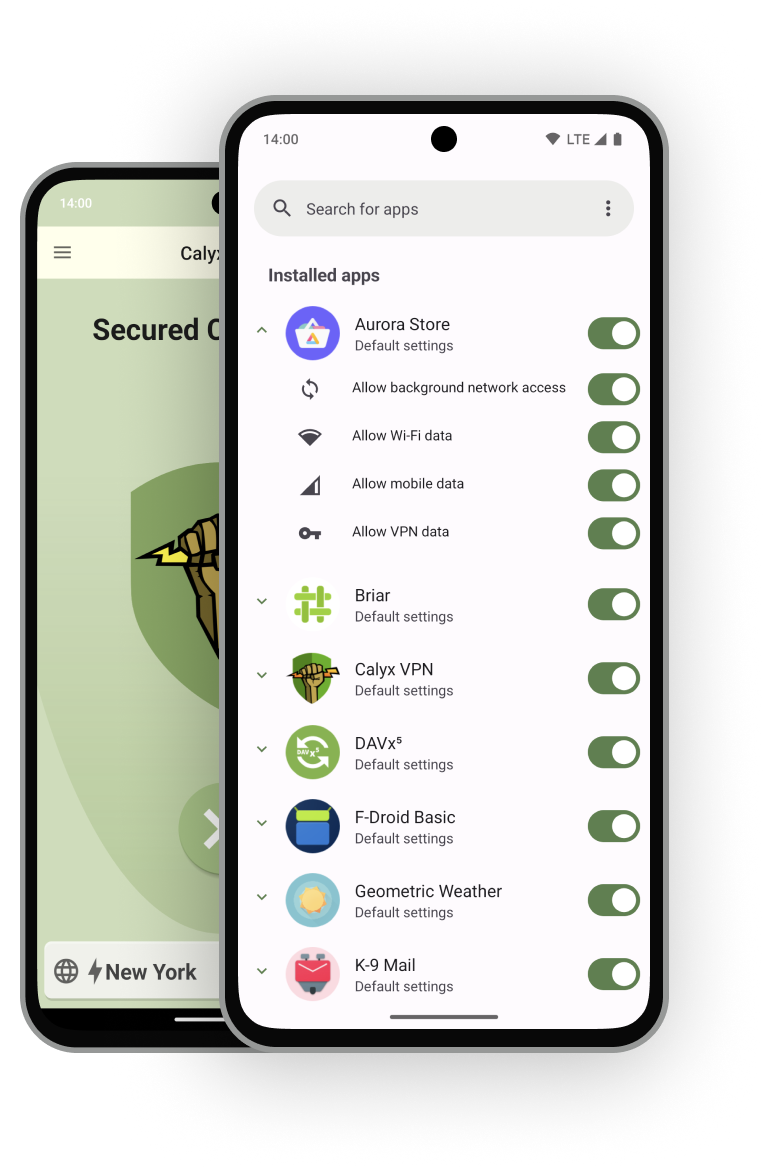 14:00
Calyx
Secured C
New York
14:00
LTE
Search for apps
Installed apps
Aurora Store
Default settings
Allow background network access
Allow Wi-Fi data
Allow mobile data
Allow VPN data
Briar
Default settings
Calyx VPN
Default settings
DAVx⁵
DAVx⁵
Default settings
F-Droid Basic
Default settings
Geometric Weather
Default settings
K-9 Mail
Default settings